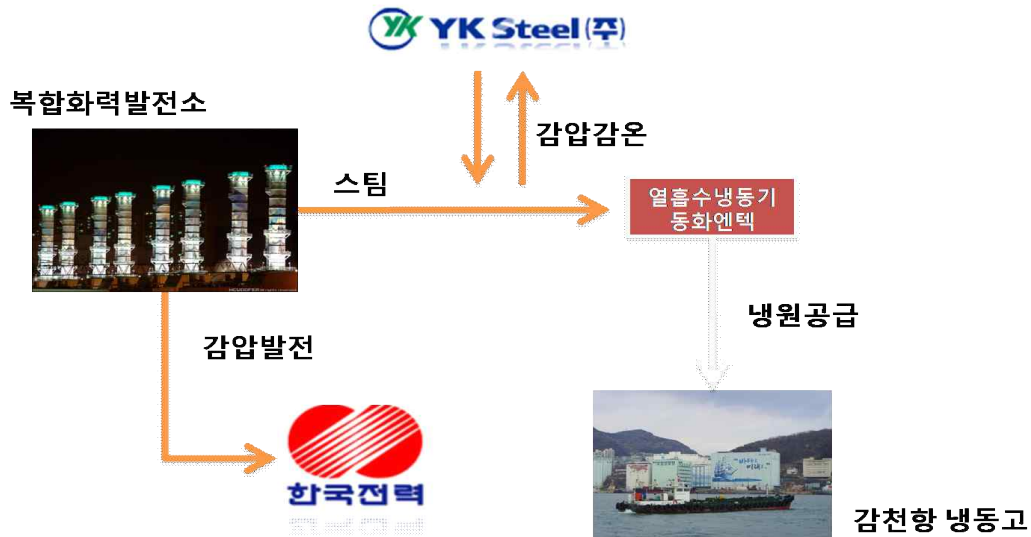 YK YK Steel(주)
복합화력발전소
감압감온
스팀
열흡수냉동기
동화엔텍
냉원공급
감압발전
한국전력
감천항 냉동고